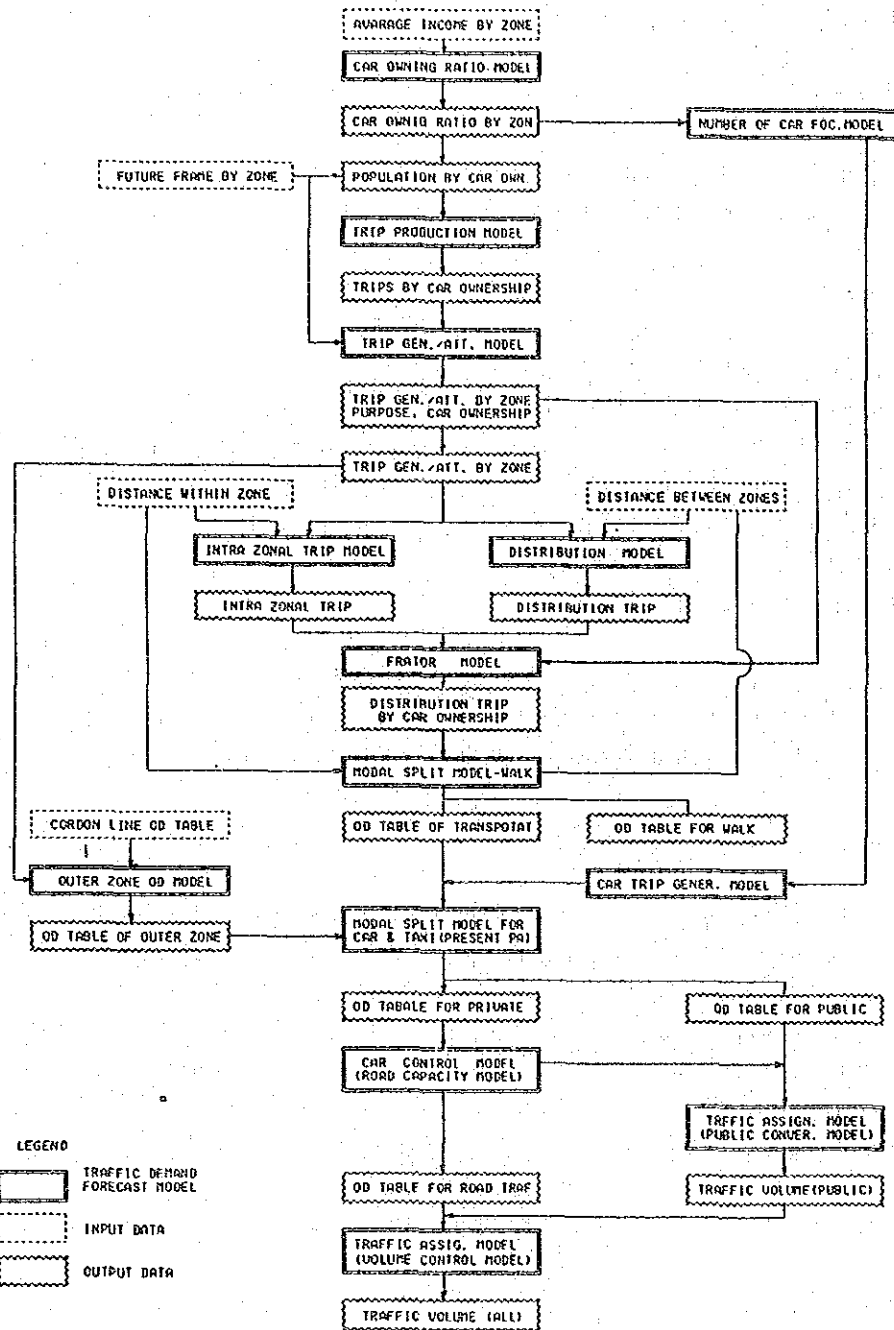 AVARAGE INCOME BY ZONE
CAR OWNING RATIO MODEL
CAR OWNIG RATIO BY ZON
NUMBER OF CAR FOC. MODEL
FUTURE FRAME BY ZONE
POPULATION BY CAR OWN.
TRIP PRODUCTION MODEL
TRIPS BY CAR OWNERSHIP
TRIP GEN./ATT. MODEL
TRIP GEN./ATT. BY ZONE
PURPOSE, CAR OWNERSHIP
TRIP GEN./ATT. BY ZONE
DISTANCE WITHIN ZONE
DISTANCE BETWEEN ZONES
INTRA ZONAL TRIP MODEL
DISTRIBUTION MODEL
INTRA ZONAL TRIP
DISTRIBUTION TRIP
FRATOR MODEL
DISTRIBUTION TRIP
BY CAR OWNERSHIP
MODAL SPLIT MODEL-WALK
CORDON LINE OD TABLE
OD TABLE OF TRANSPOTAT
OD TABLE FOR WALK
OUTER ZONE OD MODEL
CAR TRIP GENER. MODEL
OD TABLE OF OUTER ZONE
MODAL SPLIT MODEL FOR
CAR & TAXI(PRESENT PA)
OD TABALE FOR PRIVATE
OD TABLE FOR PUBLIC
CAR CONTROL MODEL
(ROAD CAPACITY MODEL)
TRFFIC ASSIGN. MODEL
(PUBLIC CONVER. MODEL)
OD TABLE FOR ROAD TRAF
TRAFFIC VOLUME(PUBLIC)
TRAFFIC ASSIG. MODEL
(VOLUME CONTROL MODEL)
TRAFFIC VOLUME (ALL)
LEGEND
TRAFFIC DEMAND
FORECAST MODEL
INPUT DATA
OUTPUT DATA